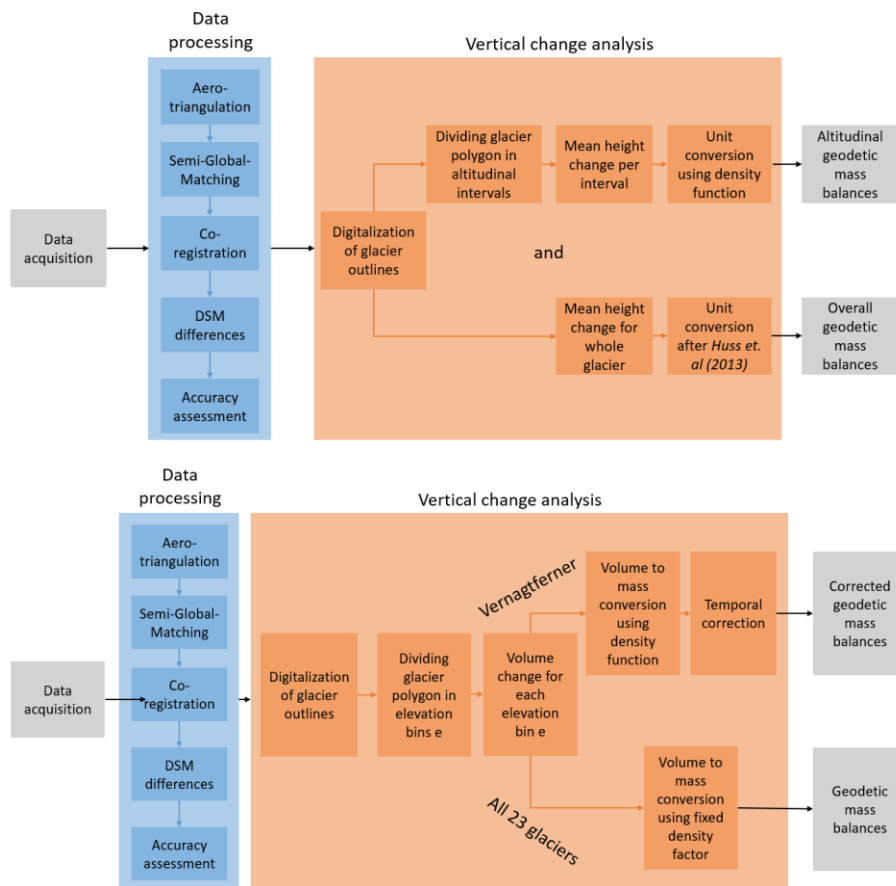 Data
processing
Vertical change analysis
Aero-
triangulation
Semi-Global-
Matching
Co-
registration
DSM
differences
Accuracy
assessment
Data
acquisition
Digitalization
of glacier
outlines
Dividing glacier
polygon in
altitudinal
intervals
Mean height
change per
interval
Unit
conversion
using density
function
Altitudinal
geodetic
mass
balances
and
Mean height
change for
whole
glacier
Unit
conversion
after Huss et.
al (2013)
Overall
geodetic
mass
balances
Data
processing
Vertical change analysis
Aero-
triangulation
Semi-Global-
Matching
Co-
registration
DSM
differences
Accuracy
assessment
Data
acquisition
Digitalization
of glacier
outlines
Dividing
glacier
polygon in
elevation
bins e
Volume
change for
each
elevation
bin e
Vernagtferner
Volume to
mass
conversion
using
density
function
Temporal
correction
Corrected
geodetic
mass
balances
All 23 glaciers
Volume to
mass
conversion
using fixed
density
factor
Geodetic
mass
balances